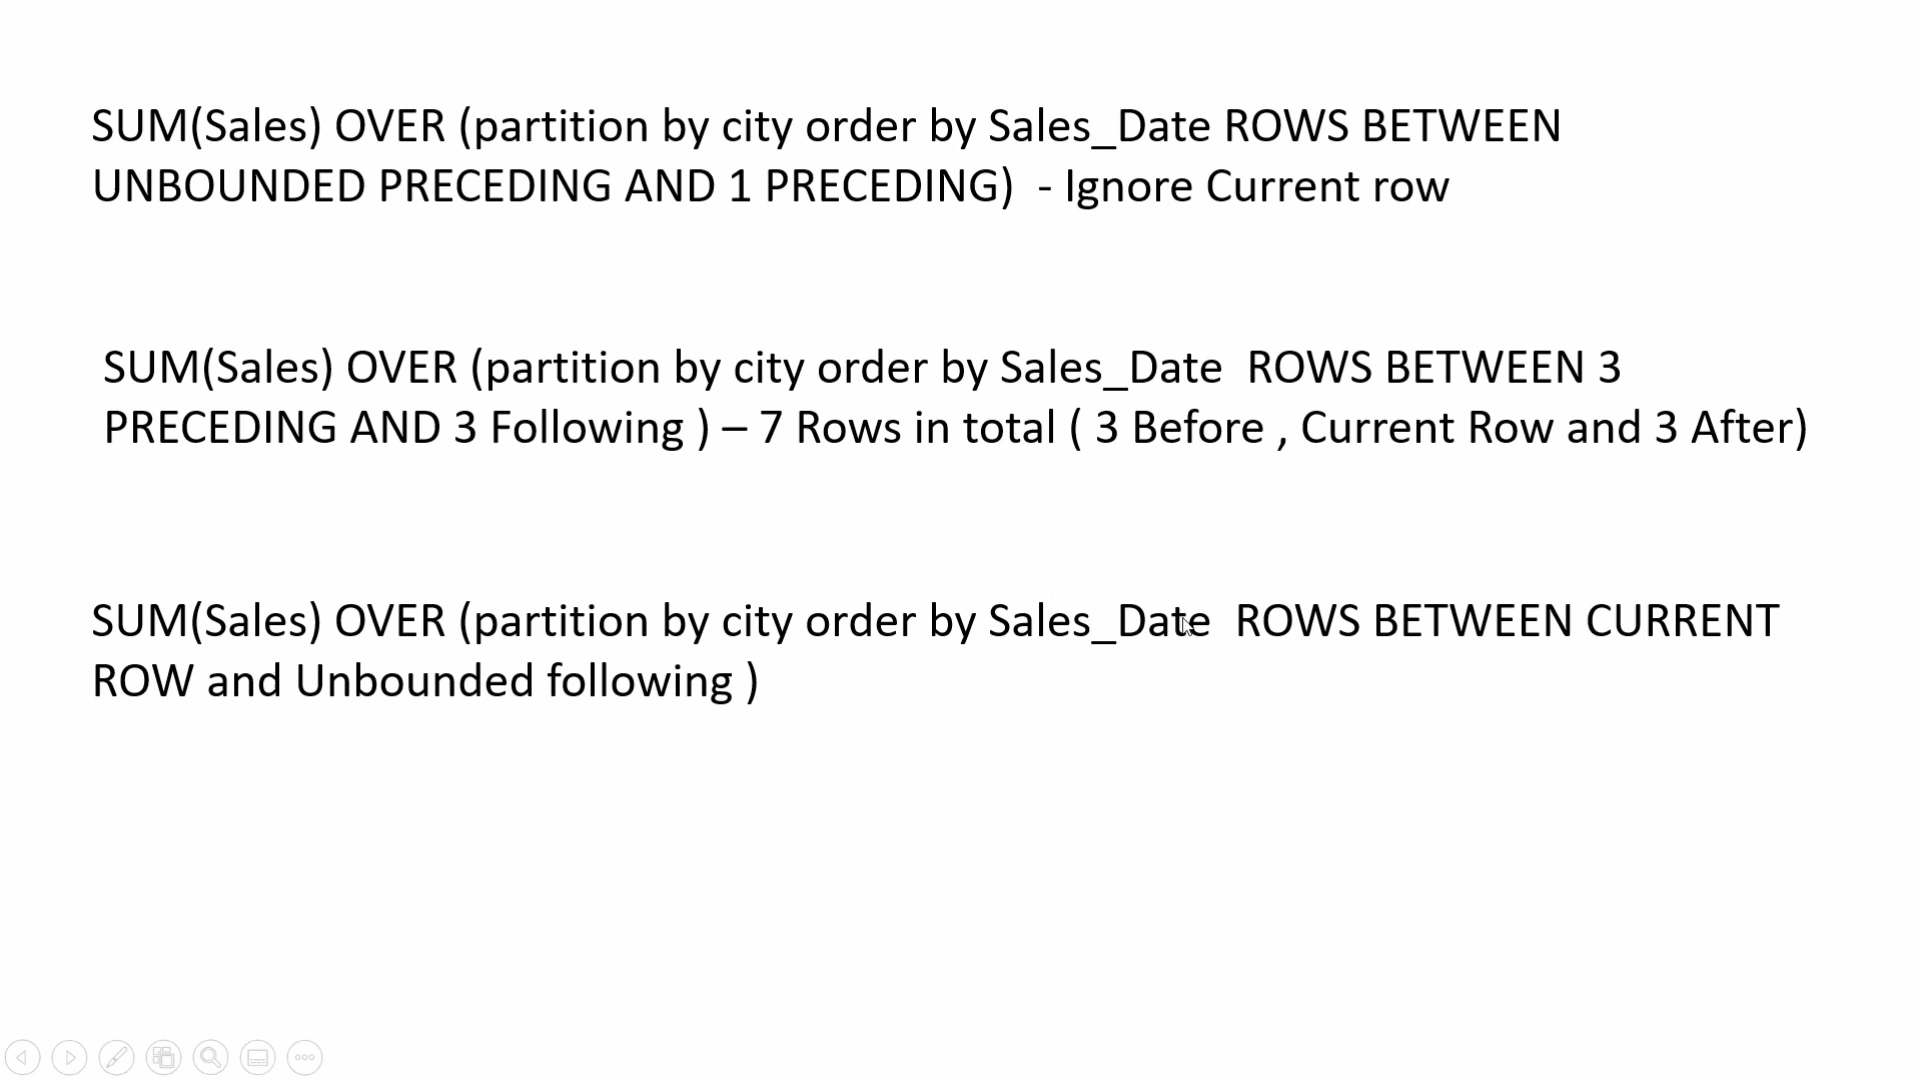 SUM(Sales) OVER (partition by city order by Sales_Date ROWS BETWEEN
UNBOUNDED PRECEDING AND 1 PRECEDING)  - Ignore Current row
SUM(Sales) OVER (partition by city order by Sales_Date  ROWS BETWEEN 3
PRECEDING AND 3 Following ) – 7 Rows in total ( 3 Before , Current Row and 3 After)
SUM(Sales) OVER (partition by city order by Sales_Date  ROWS BETWEEN CURRENT
ROW and Unbounded following )